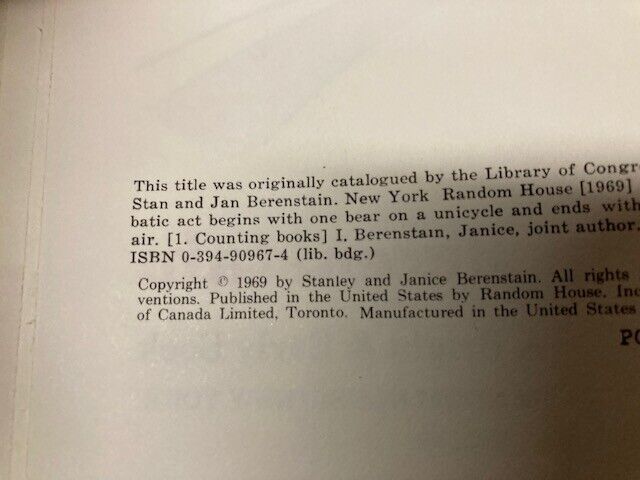 This title was originally catalogued by the Library of Congre
Stan and Jan Berenstain. New York Random House [1969]
batic act begins with one bear on a unicycle and ends with
air. [1. Counting books] I. Berenstain, Janice, joint author.
ISBN 0-394-90967-4 (lib. bdg.)
Copyright © 1969 by Stanley and Janice Berenstain. All rights
ventions. Published in the United States by Random House. Inc
of Canada Limited, Toronto. Manufactured in the United States